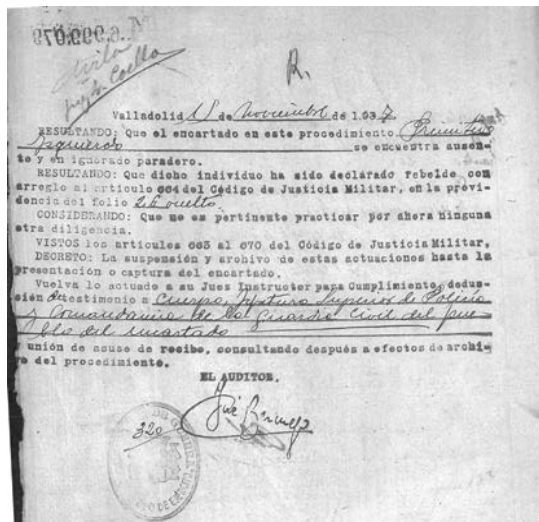 Avila
Coello
R.
Valladolid 11 de Noviembre de 1.937
RESULTANDO: Que el encartado en este procedimiento Primitivo
Izquierdo se encuentra ausen-
te y en ignorado paradero.
RESULTANDO: Que dicho individuo ha sido declarado rebelde con
arreglo al artículo 664 del Código de Justicia Militar, en la provi-
dencia del folio 26 vuelto.
CONSIDERANDO: Que no es pertinente practicar por ahora ninguna
otra diligencia.
VISTOS los artículos 663 al 670 del Código de Justicia Militar,
DECRETO: La suspensión y archivo de estas actuaciones hasta la
presentación o captura del encartado.
Vuelva lo actuado a su Juez Instructor para cumplimiento, deduc-
sión de testimonio a Cuerpo, Jefatura Superior de Policia
y Comandancia de la Guardia Civil del pue-
blo del encartado
y unión de acuse de recibo, consultando después a efectos de archi-
vo del procedimiento.
EL AUDITOR,
320